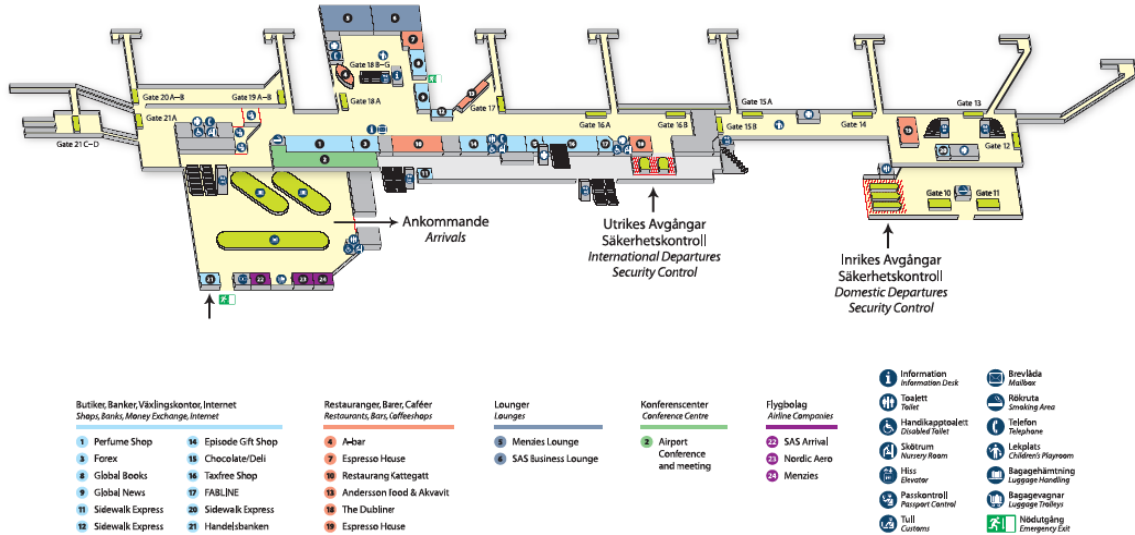 Gate 18 B–G
Gate 20 A–B
Gate 19 A–B
Gate 18 A
Gate 17
Gate 21 A
Gate 21 C–D
Gate 16 A
Gate 16 B
Gate 15 A
Gate 15 B
Gate 14
Gate 13
Gate 12
Gate 10
Gate 11
Ankommande
Arrivals
Utrikes Avgångar
Säkerhetskontroll
International Departures
Security Control
Inrikes Avgångar
Säkerhetskontroll
Domestic Departures
Security Control
21
22
23
24
Butiker, Banker, Växlingskontor, Internet
Shops, Banks, Money Exchange, Internet
1 Perfume Shop
3 Forex
8 Global Books
9 Global News
11 Sidewalk Express
12 Sidewalk Express
14 Episode Gift Shop
15 Chocolate/Deli
16 Taxfree Shop
17 FABLINE
20 Sidewalk Express
21 Handelsbanken
Restauranger, Barer, Caféer
Restaurants, Bars, Coffeeshops
4 A-bar
7 Espresso House
10 Restaurang Kattegatt
13 Andersson Food & Akvavit
18 The Dubliner
19 Espresso House
Lounger
Lounges
5 Menzies Lounge
6 SAS Business Lounge
Konferenscenter
Conference Centre
2 Airport
Conference
and meeting
Flygbolag
Airline Companies
22 SAS Arrival
23 Nordic Aero
24 Menzies
Information
Information Desk
Toalett
Toilet
Handikapptoalett
Disabled Toilet
Skötrum
Nursery Room
Hiss
Elevator
Passkontroll
Passport Control
Tull
Customs
Brevlåda
Mailbox
Rökruta
Smoking Area
Telefon
Telephone
Lekplats
Children's Playroom
Bagagehämtning
Luggage Handling
Bagagevagnar
Luggage Trolleys
Nödutgång
Emergency Exit